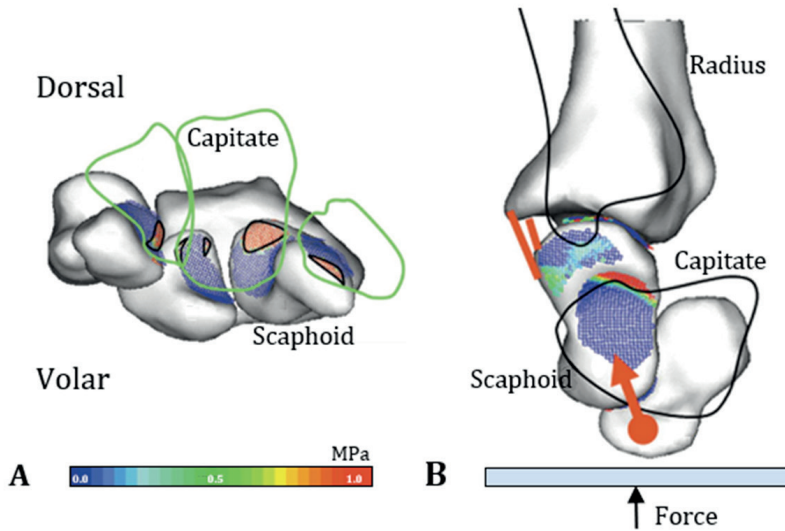 Dorsal
Capitate
Scaphoid
Volar
MPa
A
0.0
0.5
1.0
Radius
Capitate
Scaphoid
B
Force